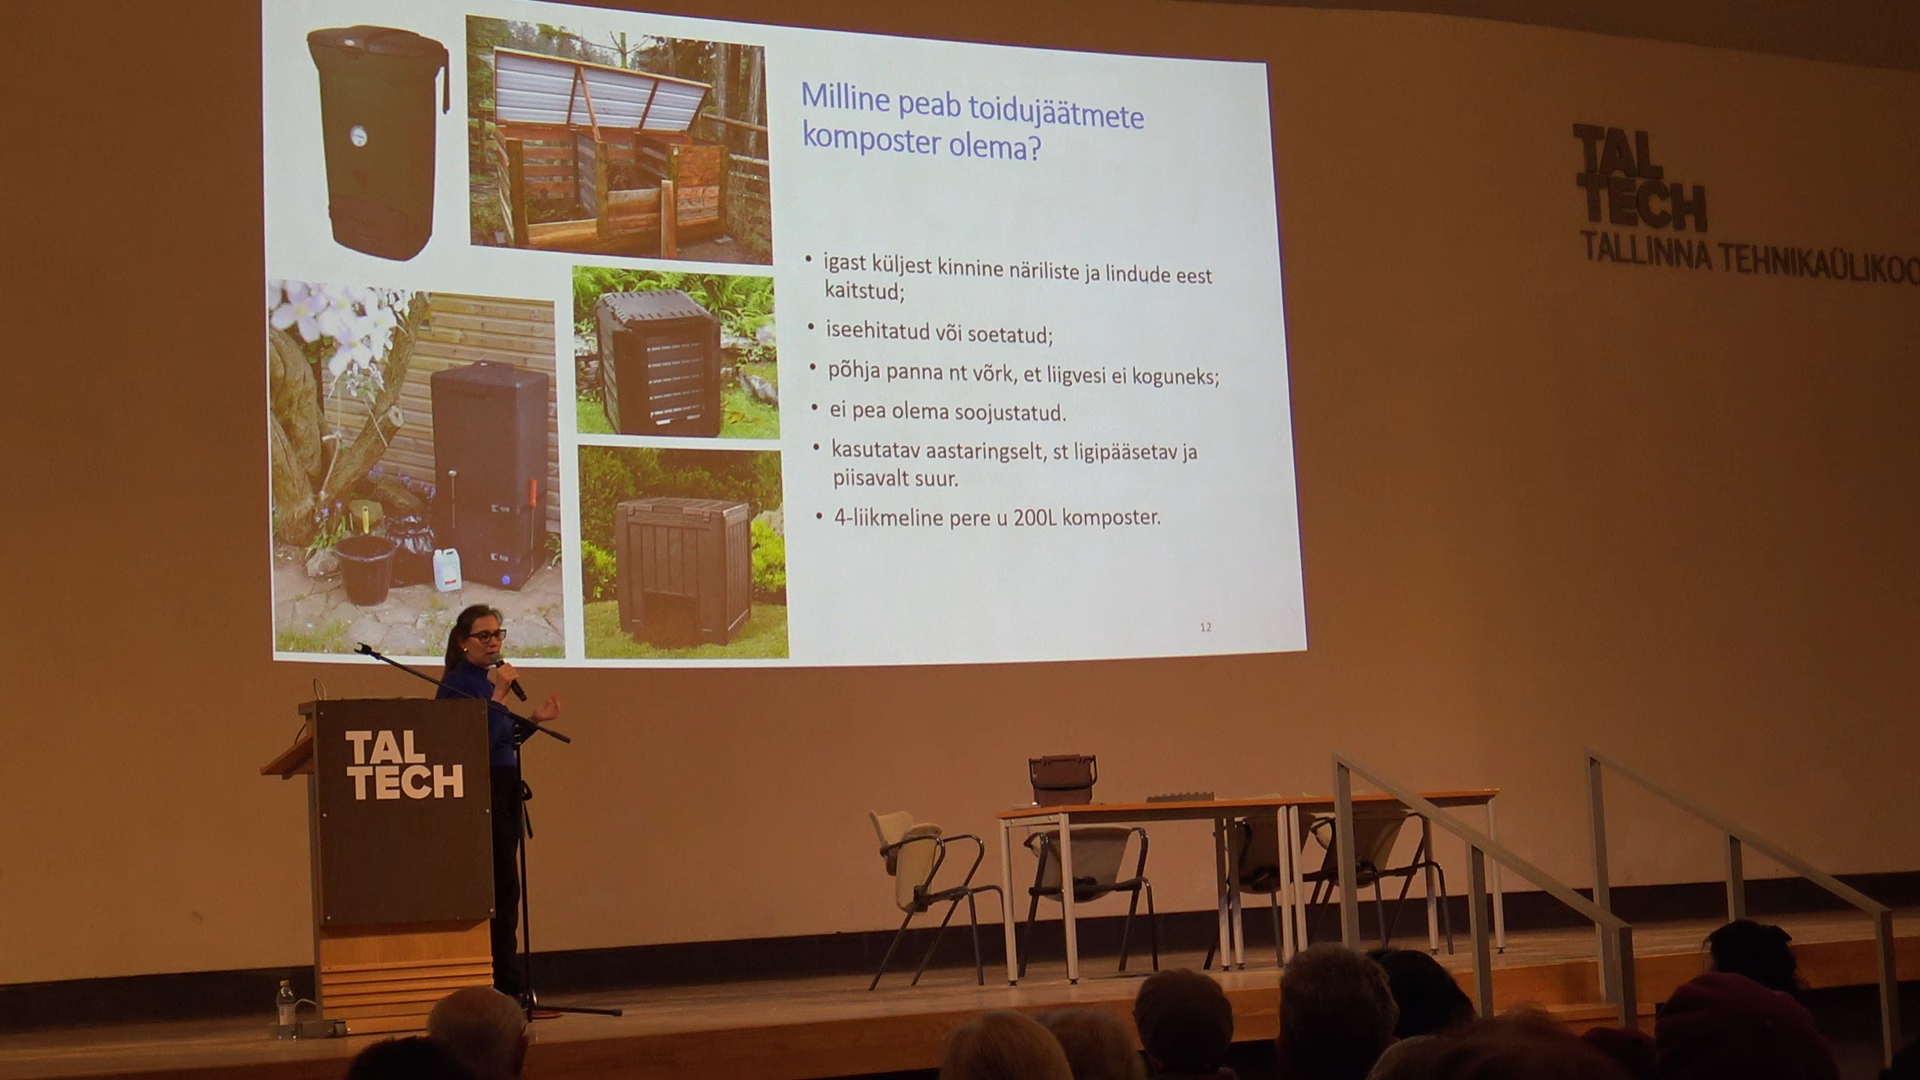 Milline peab toidujäätmete
komposter olema?
• igast küljest kinnine näriliste ja lindude eest
kaitstud;
• iseehitatud või soetatud;
• põhja panna nt võrk, et liigvesi ei koguneks;
• ei pea olema soojustatud.
• kasutatav aastaringselt, st ligipääsetav ja
piisavalt suur.
• 4-liikmeline pere u 200L komposter.
12
TAL
TECH
TALLINNA TEHNIKAÜLIKOO
TAL
TECH